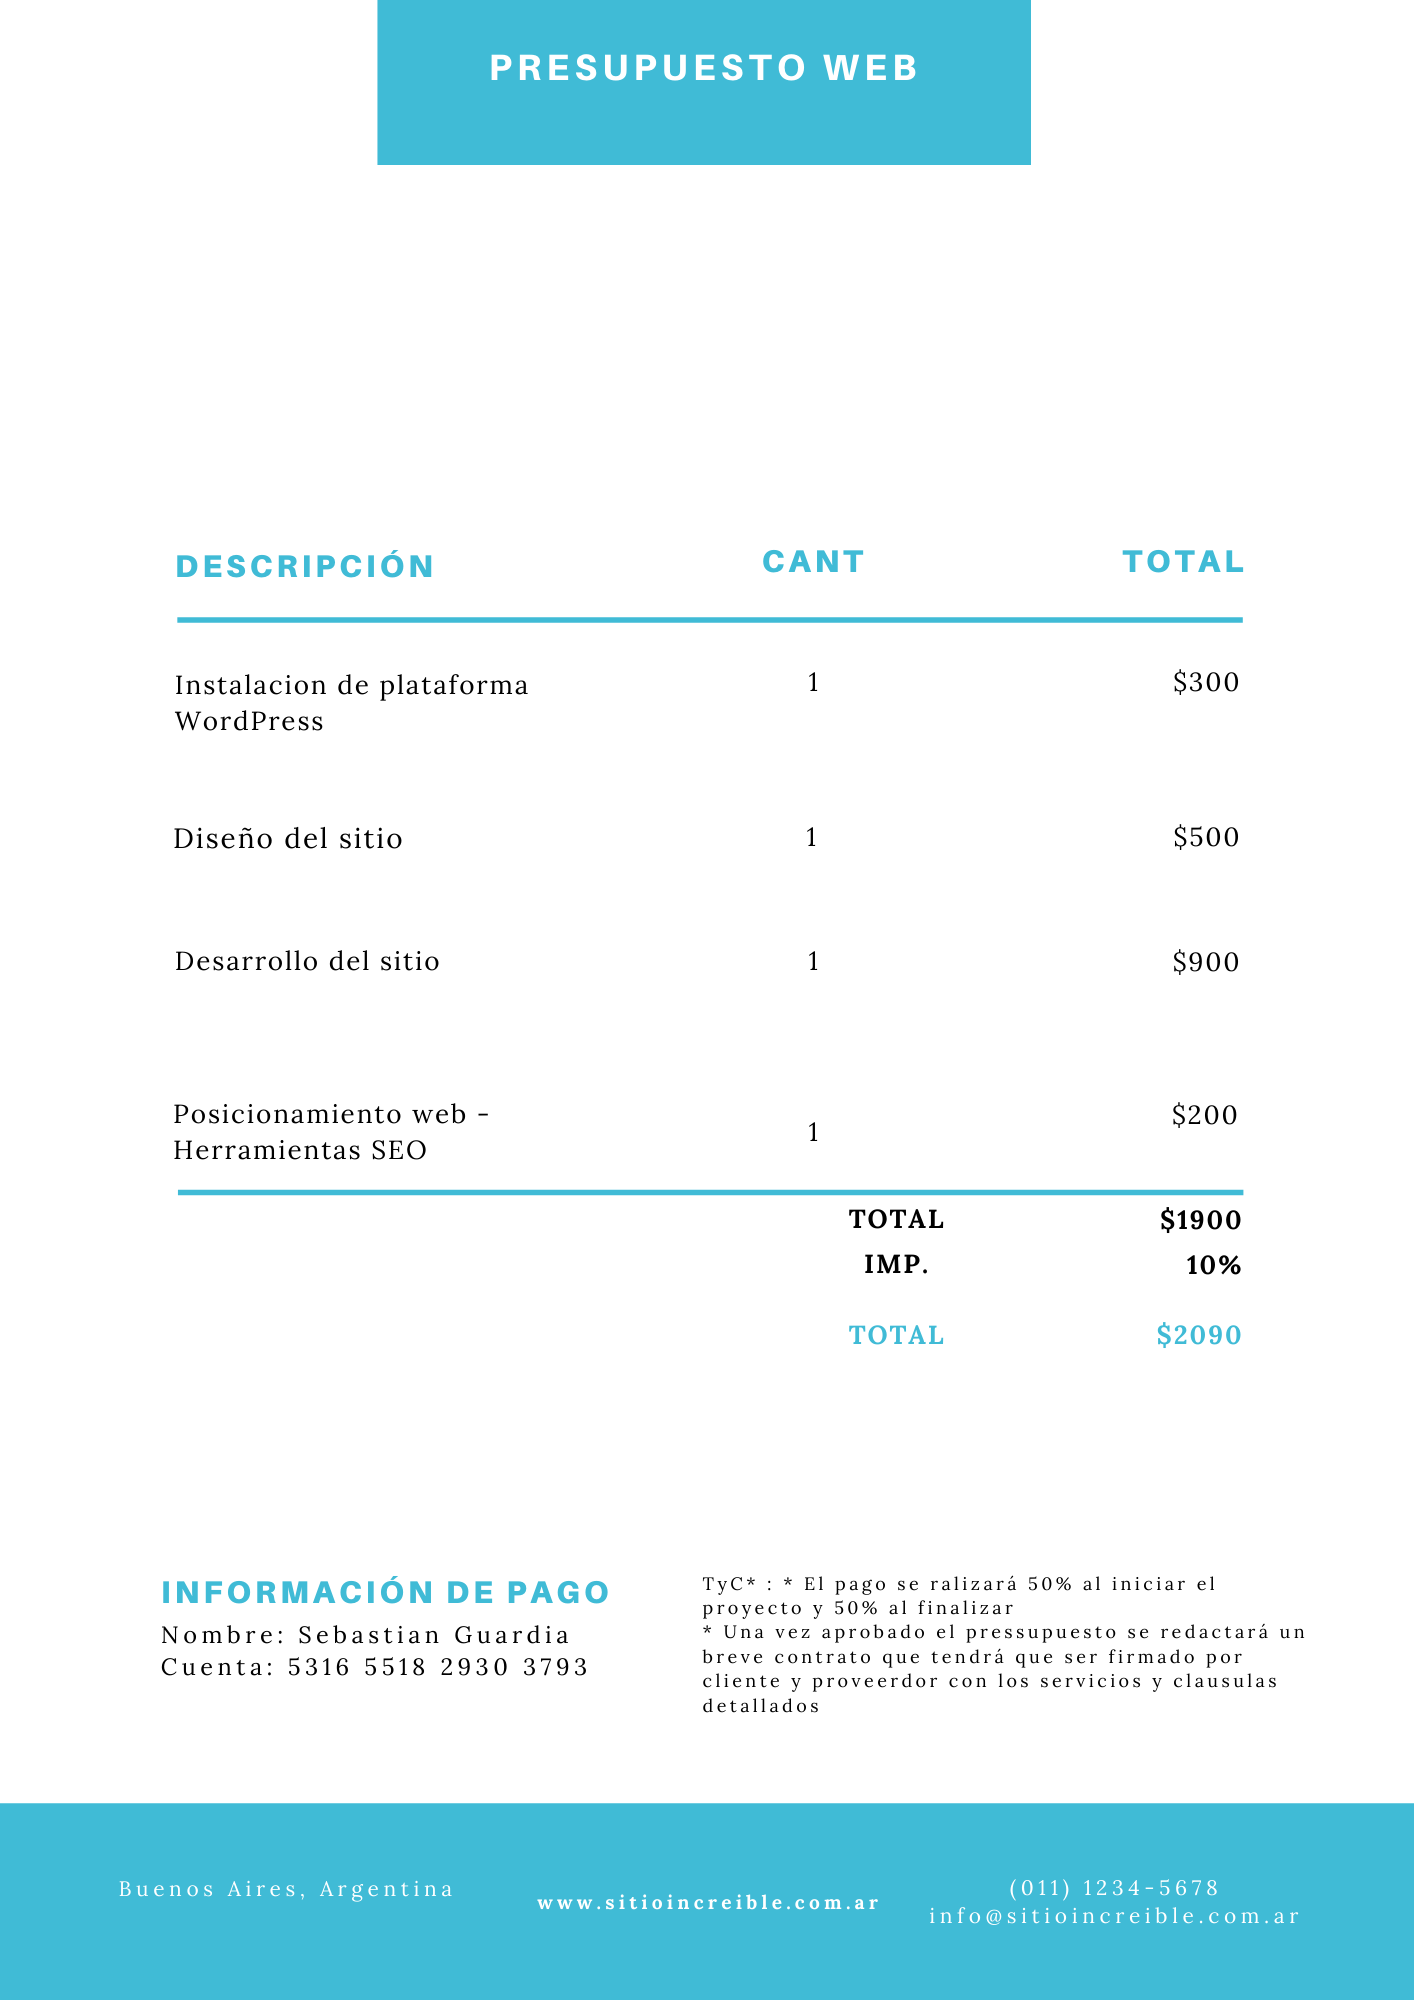 PRESUPUESTO WEB
DESCRIPCIÓN CANT TOTAL
Instalacion de plataforma 1 $300
WordPress
Diseño del sitio 1 $500
Desarrollo del sitio 1 $900
Posicionamiento web - $200
Herramientas SEO 1
TOTAL $1900
IMP. 10%
TOTAL $2090
INFORMACIÓN DE PAGO
Nombre: Sebastian Guardia
Cuenta: 5316 5518 2930 3793
TyC* : * El pago se ralizará 50% al iniciar el
proyecto y 50% al finalizar
* Una vez aprobado el pressupuesto se redactará un
breve contrato que tendrá que ser firmado por
cliente y proveerdor con los servicios y clausulas
detallados
Buenos Aires, Argentina
www.sitioincreible.com.ar
(011) 1234-5678
info@sitioincreible.com.ar